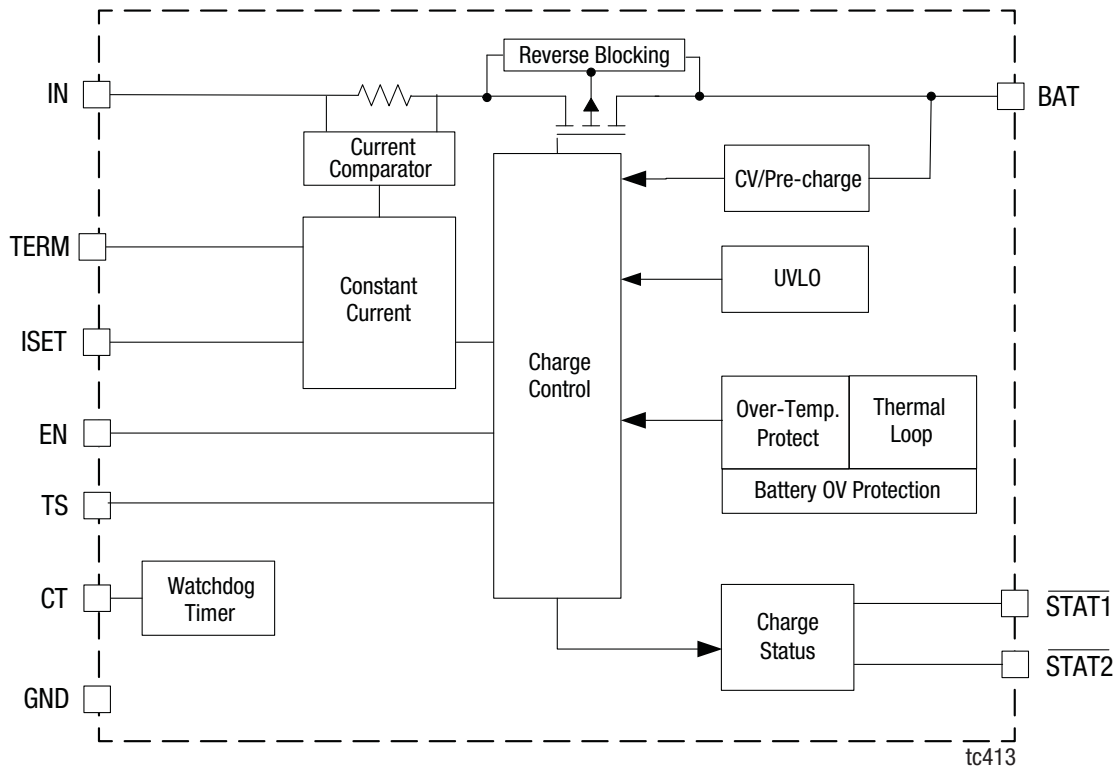 Reverse Blocking
IN
BAT
Current
Comparator
CV/Pre-charge
TERM
Constant
Current
UVLO
ISET
Charge
Control
Over-Temp.
Protect
Thermal
Loop
EN
Battery OV Protection
TS
CT
Watchdog
Timer
Charge
Status
STAT1
STAT2
GND
tc413